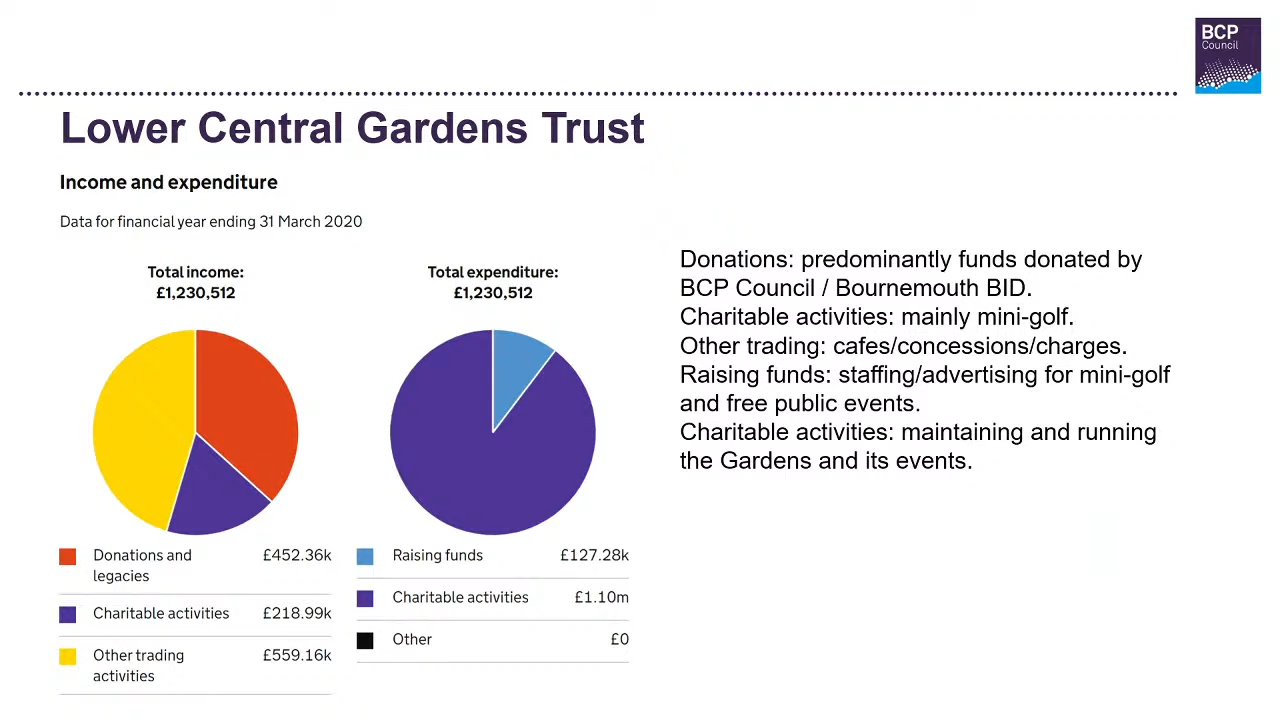 BCP
Council
Lower Central Gardens Trust
Income and expenditure
Data for financial year ending 31 March 2020
Total income:
£1,230,512
Total expenditure:
£1,230,512
Donations and
legacies
£452.36k
Charitable activities
£218.99k
Other trading
activities
£559.16k
Raising funds
£127.28k
Charitable activities
£1.10m
Other
£0
Donations: predominantly funds donated by
BCP Council / Bournemouth BID.
Charitable activities: mainly mini-golf.
Other trading: cafes/concessions/charges.
Raising funds: staffing/advertising for mini-golf
and free public events.
Charitable activities: maintaining and running
the Gardens and its events.